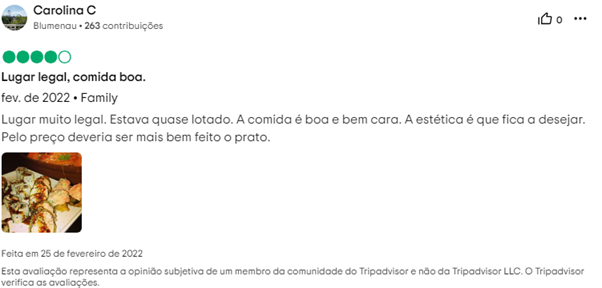 Carolina C
Blumenau • 263 contribuições
0
Lugar legal, comida boa.
fev. de 2022 • Family
Lugar muito legal. Estava quase lotado. A comida é boa e bem cara. A estética é que fica a desejar.
Pelo preço deveria ser mais bem feito o prato.
Feita em 25 de fevereiro de 2022
Esta avaliação representa a opinião subjetiva de um membro da comunidade do Tripadvisor e não da Tripadvisor LLC. O Tripadvisor
verifica as avaliações.